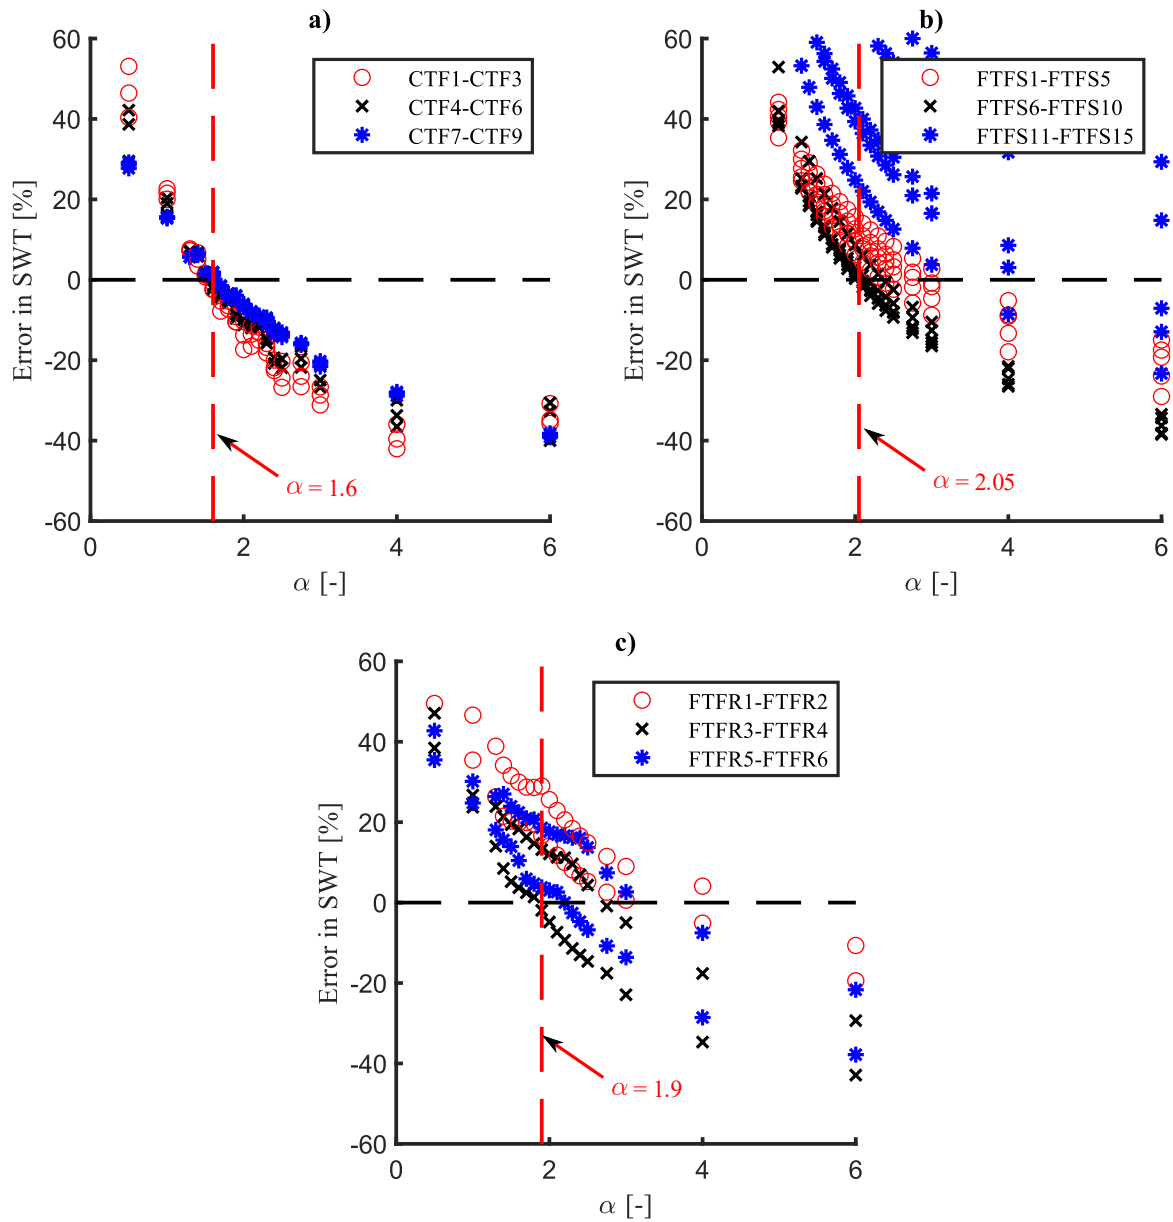 a)
60
40
20
0
-20
-40
-60
Error in SWT [%]
CTF1-CTF3
CTF4-CTF6
CTF7-CTF9
α = 1.6
0
2
4
6
α [-]
b)
60
40
20
0
-20
-40
-60
Error in SWT [%]
FTFS1-FTFS5
FTFS6-FTFS10
FTFS11-FTFS15
α = 2.05
0
2
4
6
α [-]
c)
60
40
20
0
-20
-40
-60
Error in SWT [%]
FTFR1-FTFR2
FTFR3-FTFR4
FTFR5-FTFR6
α = 1.9
0
2
4
6
α [-]